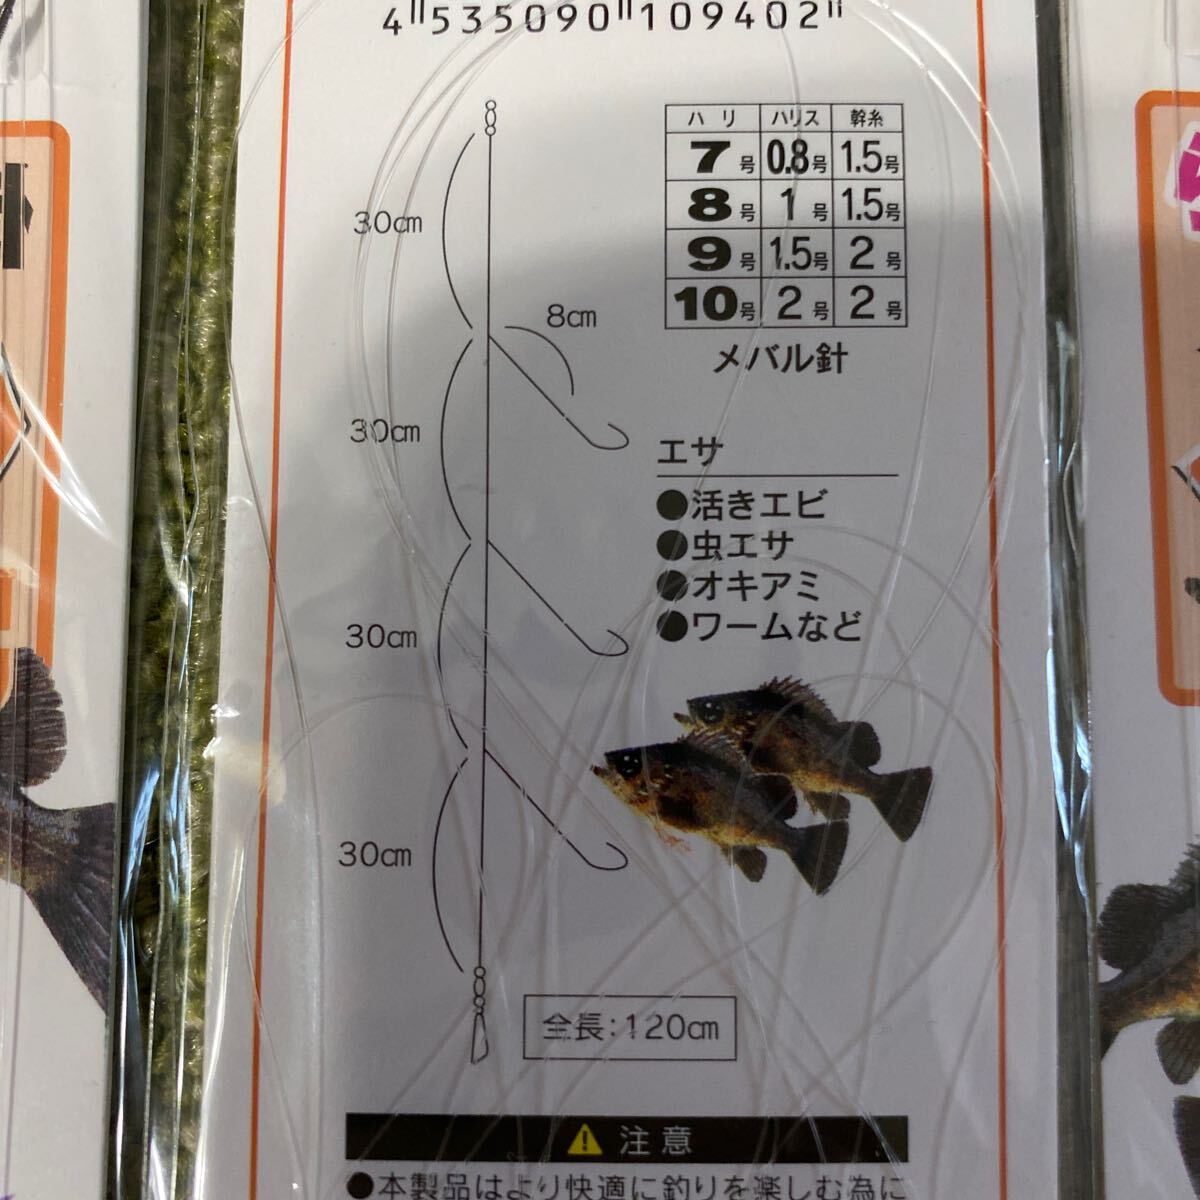 4 535090 109402
ハリ ハリス 幹糸
7号 0.8号 1.5号
8号 1号 1.5号
9号 1.5号 2号
10号 2号 2号
メバル針
30cm
8cm
30cm
30cm
30cm
エサ
●活きエビ
●虫エサ
●オキアミ
●ワームなど
全長:120cm
注意
●本製品はより快適に釣りを楽しむ為に